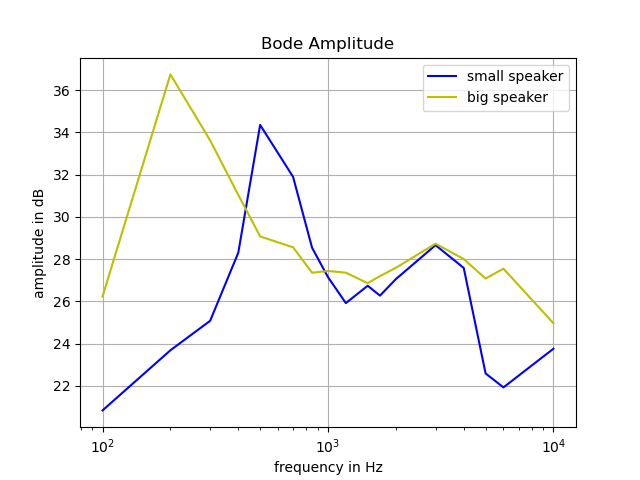 Bode Amplitude
small speaker
big speaker
amplitude in dB
36
34
32
30
28
26
24
22
10²
10³
10⁴
frequency in Hz